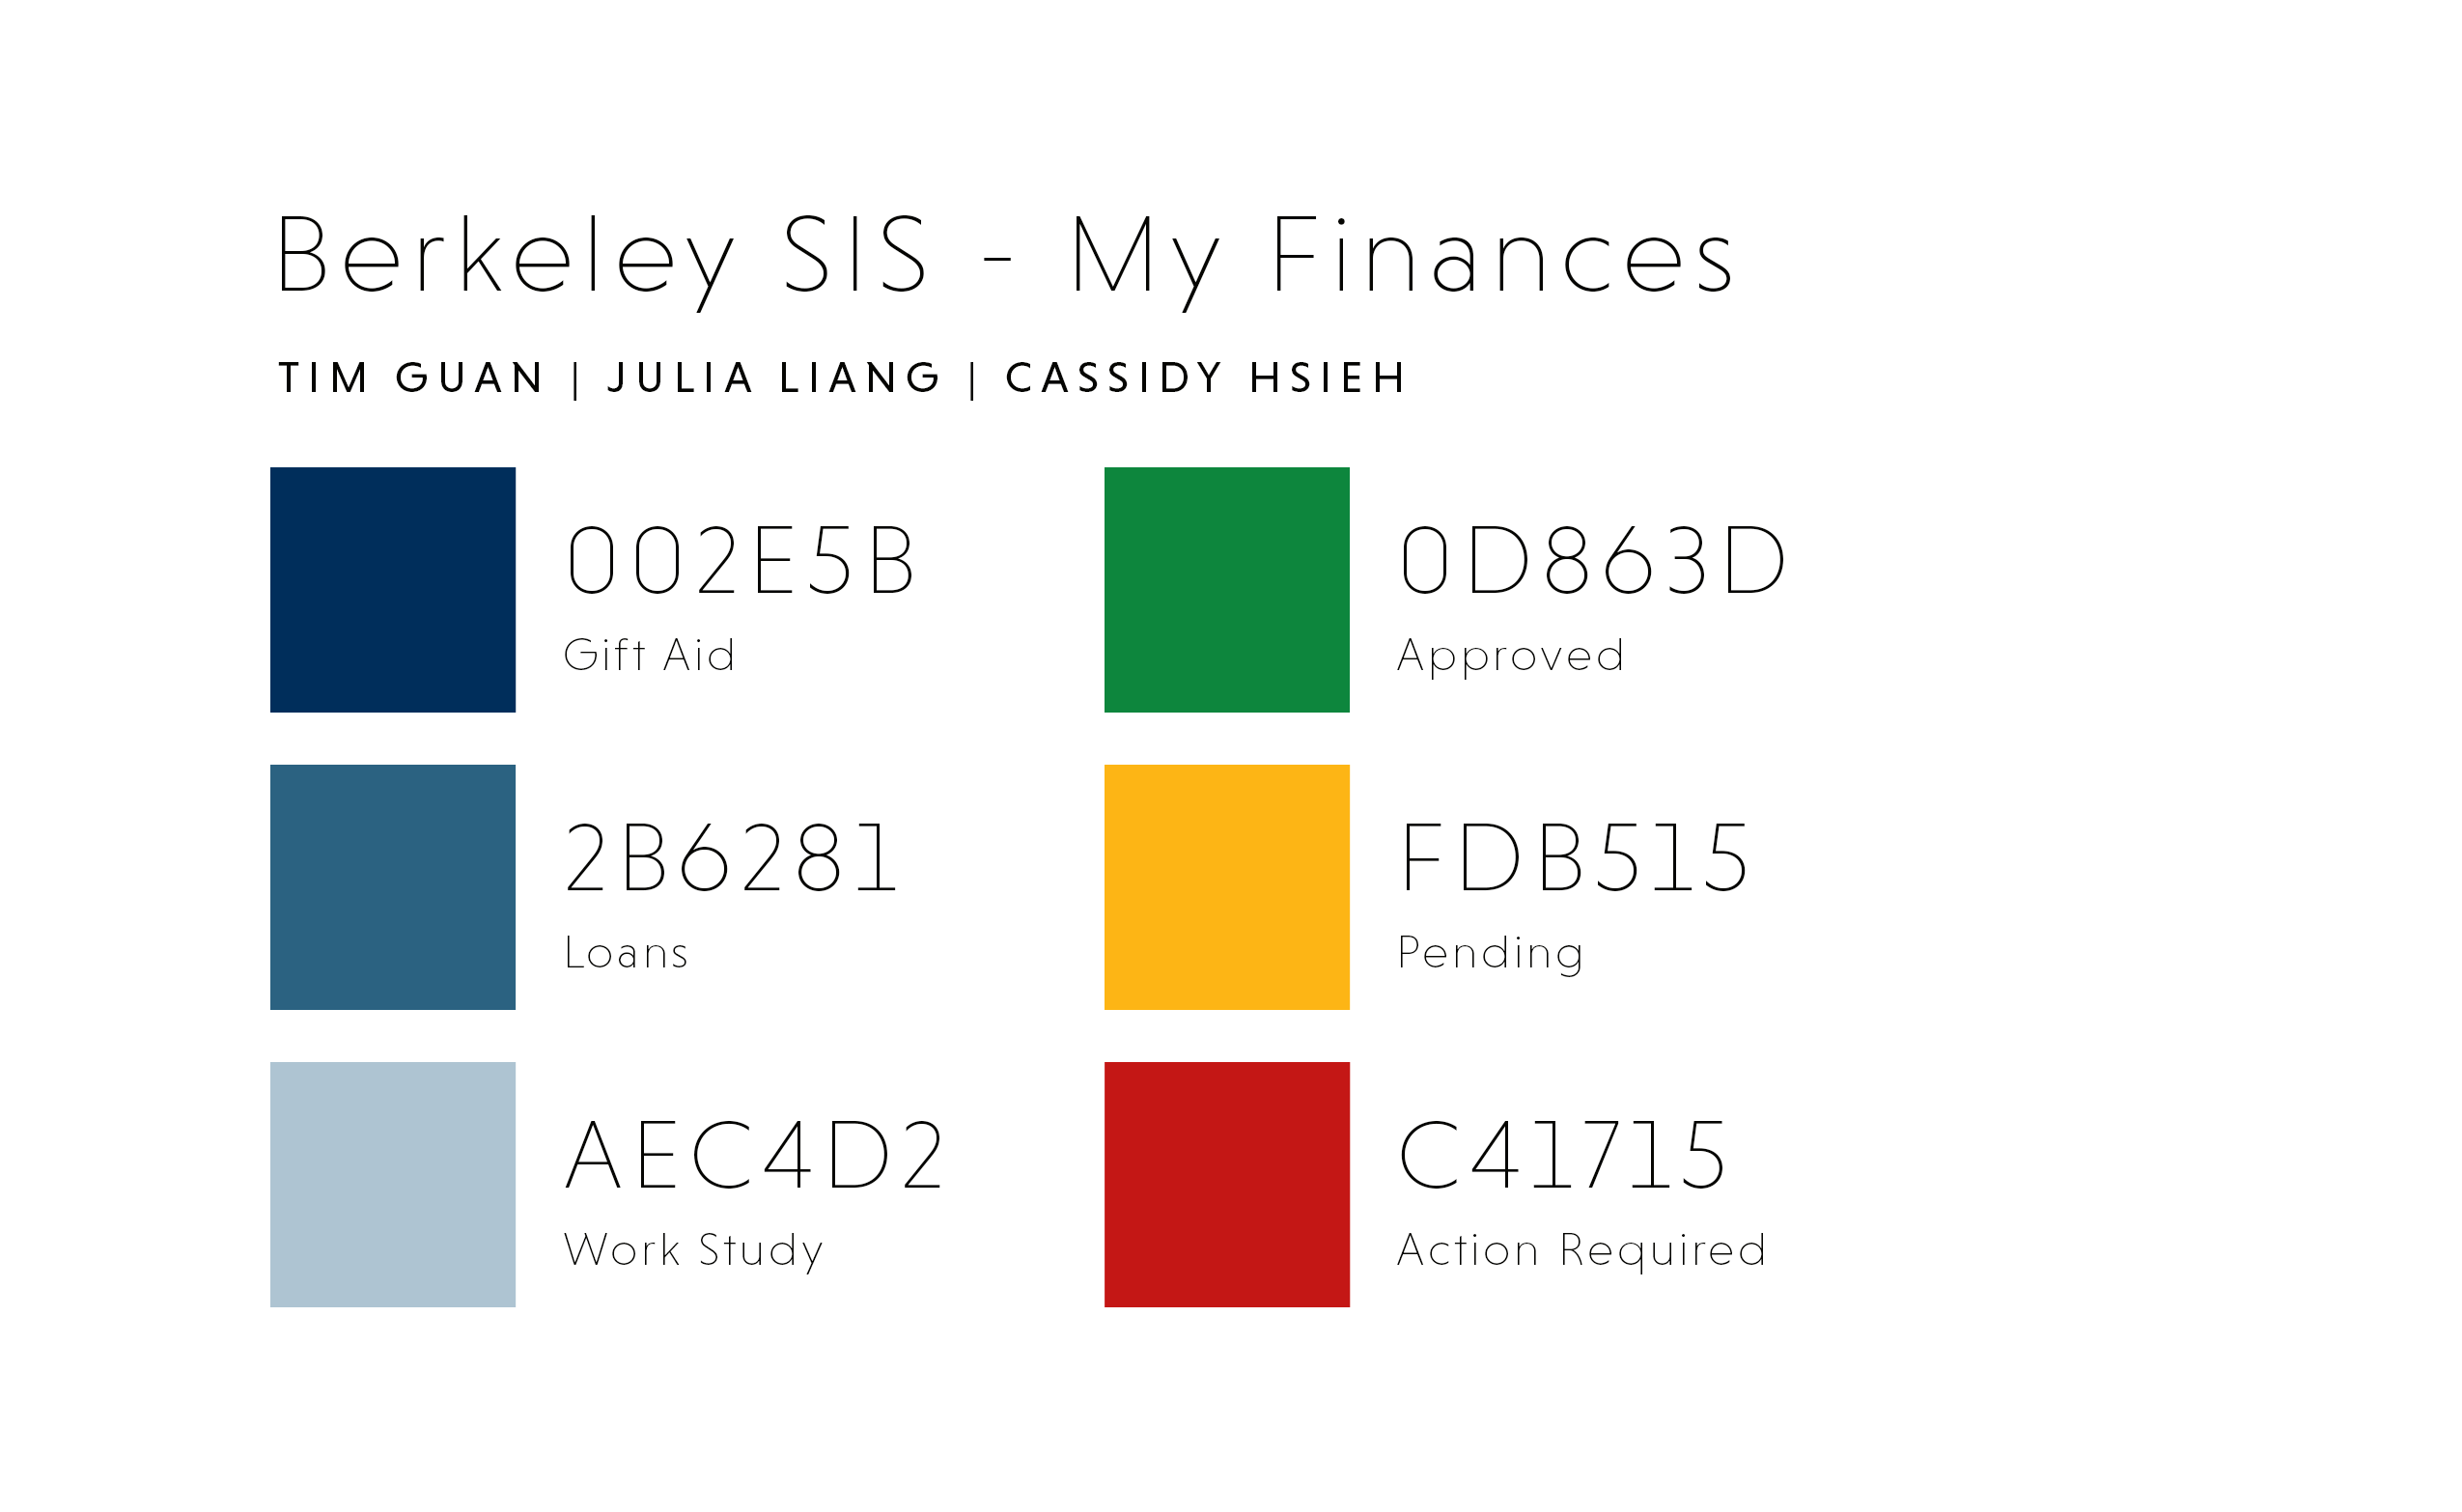 Berkeley SIS - My Finances
TIM GUAN | JULIA LIANG | CASSIDY HSIEH
002E5B
Gift Aid
2B6281
Loans
AEC4D2
Work Study
0D863D
Approved
FDB515
Pending
C41715
Action Required